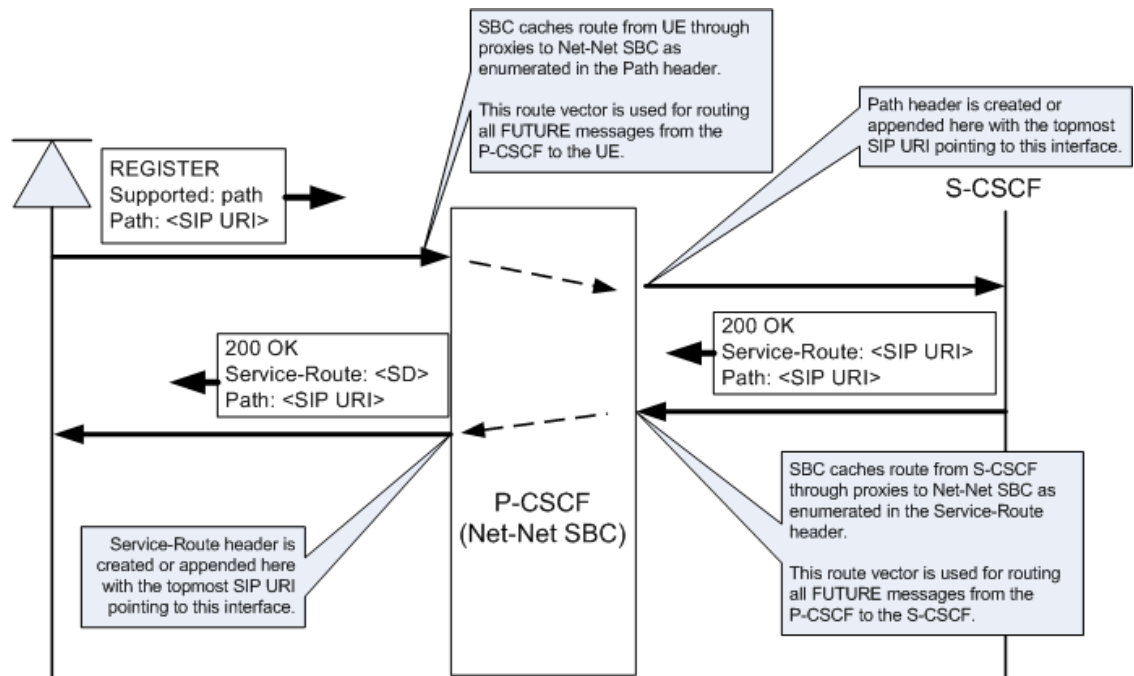 SBC caches route from UE through
proxies to Net-Net SBC as
enumerated in the Path header.
This route vector is used for routing
all FUTURE messages from the
P-CSCF to the UE.
Path header is created or
appended here with the topmost
SIP URI pointing to this interface.
REGISTER
Supported: path
Path: <SIP URI>
S-CSCF
200 OK
Service-Route: <SD>
Path: <SIP URI>
200 OK
Service-Route: <SIP URI>
Path: <SIP URI>
P-CSCF
(Net-Net SBC)
Service-Route header is
created or appended here
with the topmost SIP URI
pointing to this interface.
SBC caches route from S-CSCF
through proxies to Net-Net SBC as
enumerated in the Service-Route
header.
This route vector is used for routing
all FUTURE messages from the
P-CSCF to the S-CSCF.